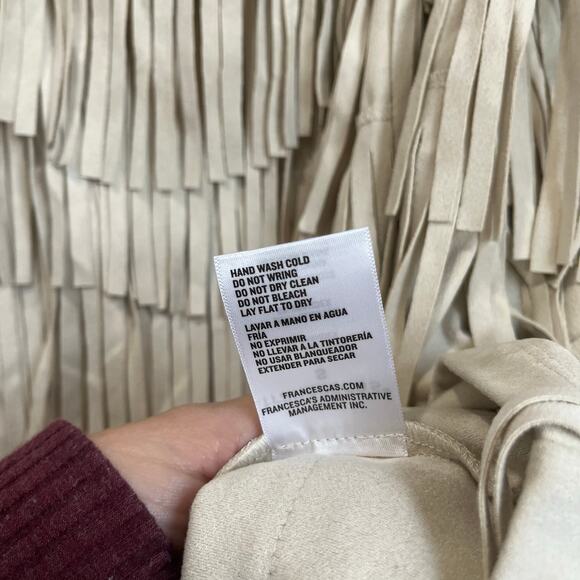 HAND WASH COLD
DO NOT WRING
DO NOT DRY CLEAN
DO NOT BLEACH
LAY FLAT TO DRY
LAVAR A MANO EN AGUA
FRÍA
NO EXPRIMIR
NO LLEVAR A LA TINTORERÍA
NO USAR BLANQUEADOR
EXTENDER PARA SECAR
FRANCESCAS.COM
FRANCESCA'S ADMINISTRATIVE
MANAGEMENT INC.